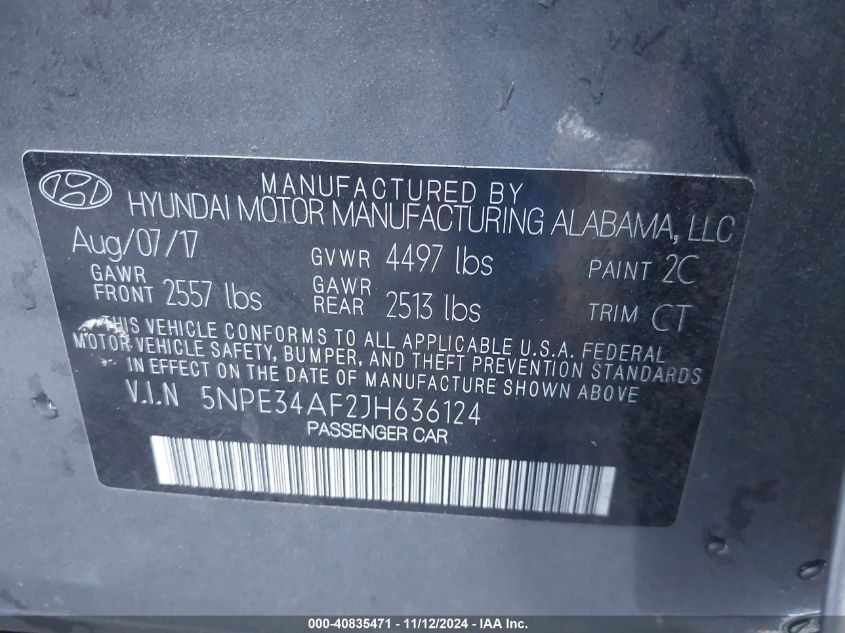 MANUFACTURED BY
HYUNDAI MOTOR MANUFACTURING ALABAMA, LLC
Aug/07/17 GVWR 4497 lbs PAINT 2C
GAWR FRONT 2557 lbs GAWR REAR 2513 lbs TRIM CT
THIS VEHICLE CONFORMS TO ALL APPLICABLE U.S.A. FEDERAL
MOTOR VEHICLE SAFETY, BUMPER, AND THEFT PREVENTION STANDARDS
IN EFFECT ON THE DATE OF MANUFACTURE SHOWN ABOVE
V.I.N 5NPE34AF2JH636124
PASSENGER CAR
000-40835471 - 11/12/2024 - IAA Inc.